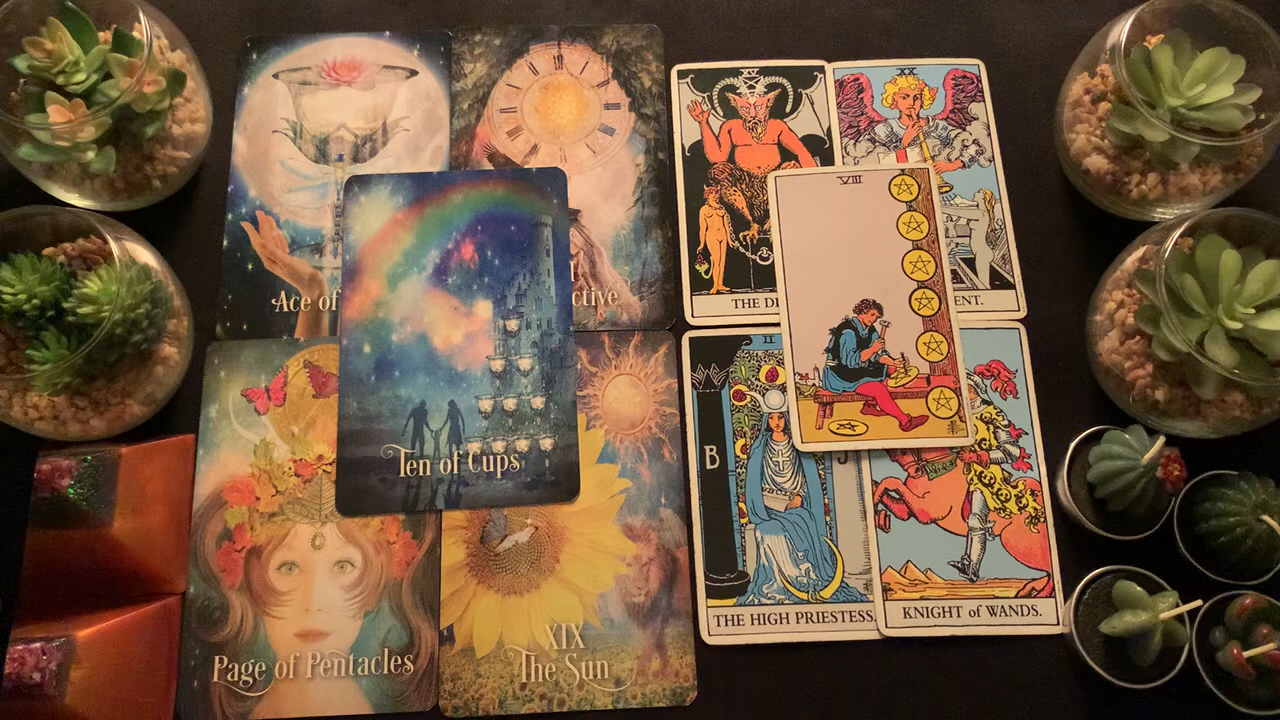 Ace of
ctive
Ten of Cups
Page of Pentacles
XIX
The Sun
XV
XX
VIII
THE D
ENT.
II
B
J
THE HIGH PRIESTESS.
KNIGHT of WANDS.